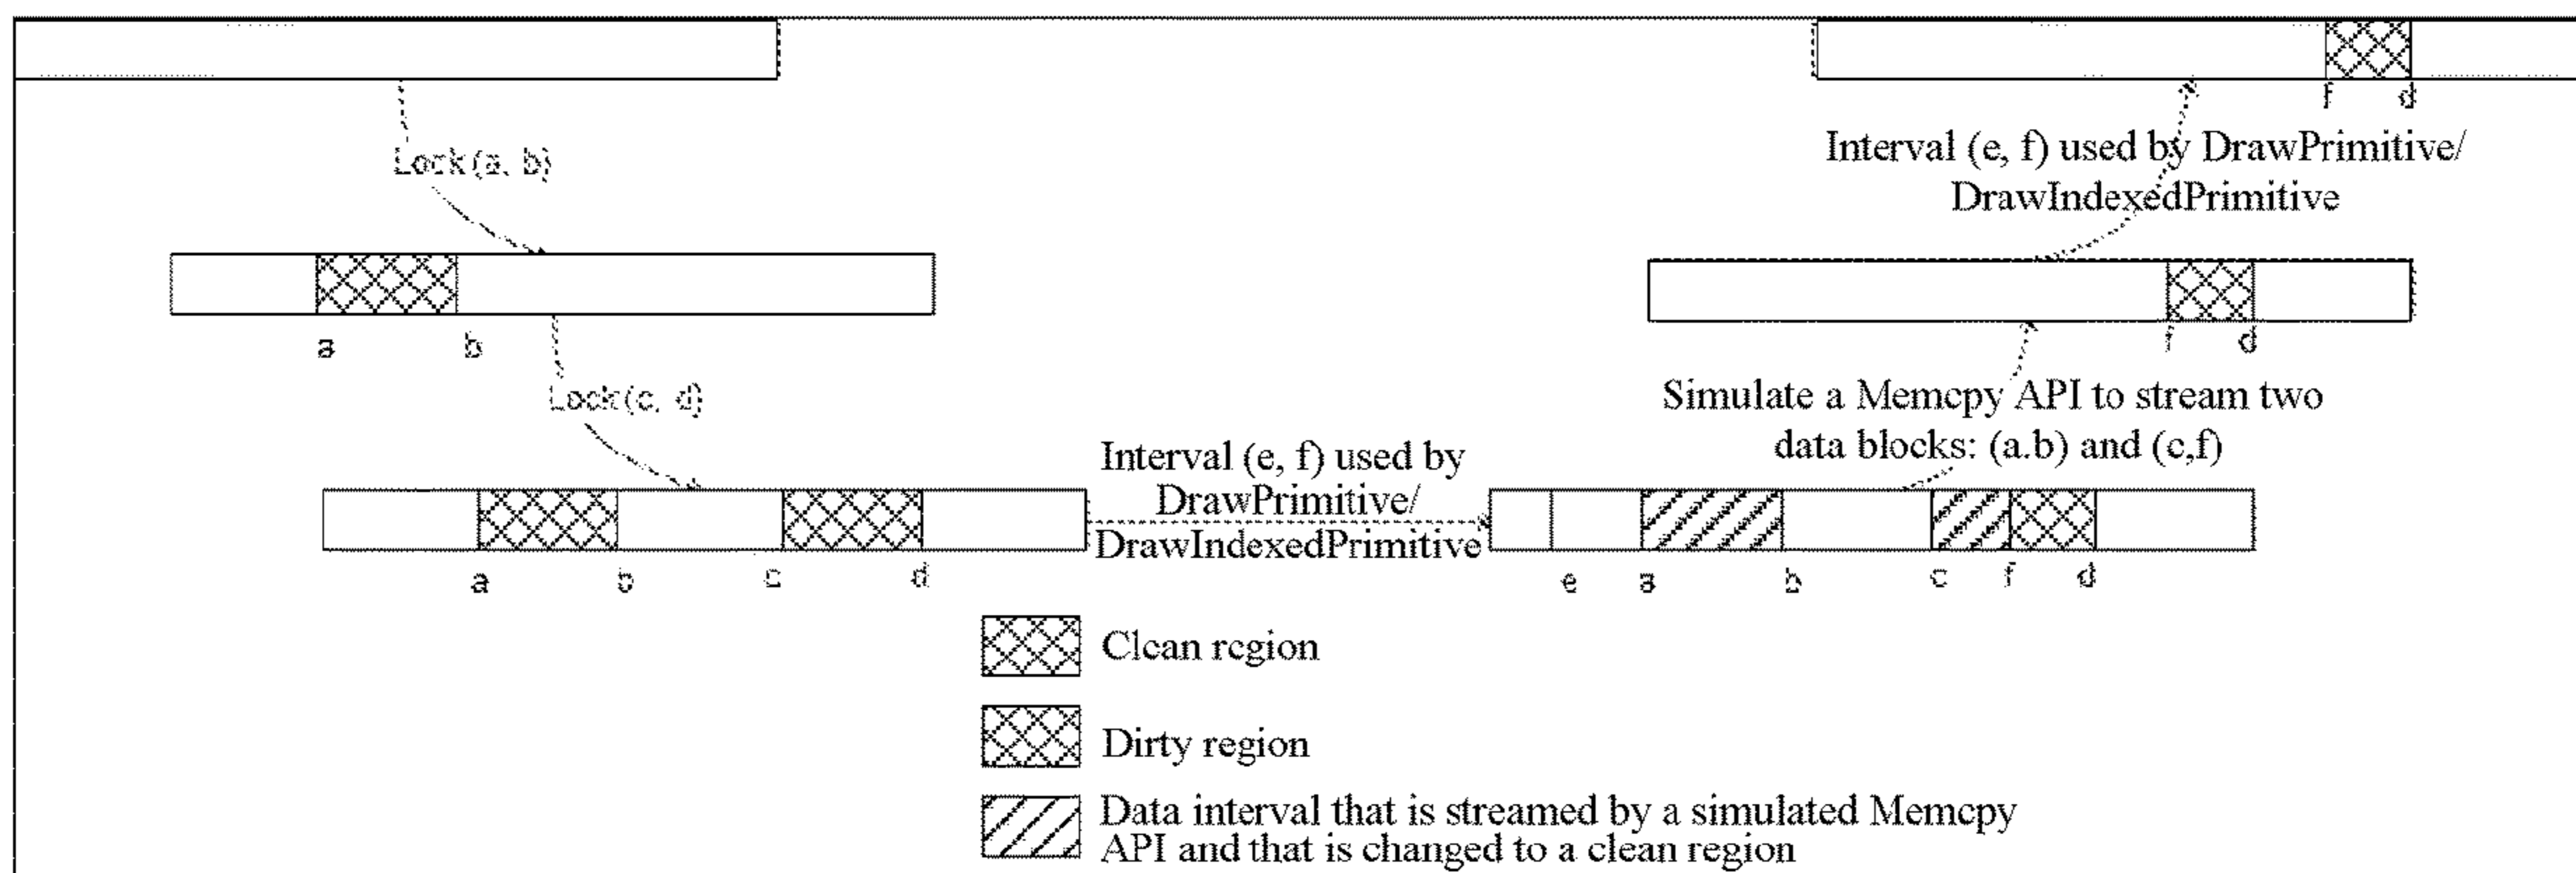 f d
Lock(a, b)
Interval (e, f) used by DrawPrimitive/
DrawIndexedPrimitive
a b
f d
Lock(c, d)
Simulate a Memcpy API to stream two
data blocks: (a.b) and (c,f)
Interval (e, f) used by
DrawPrimitive/
DrawIndexedPrimitive
a b c d
e a b c f d
Clean region
Dirty region
Data interval that is streamed by a simulated Memcpy
API and that is changed to a clean region